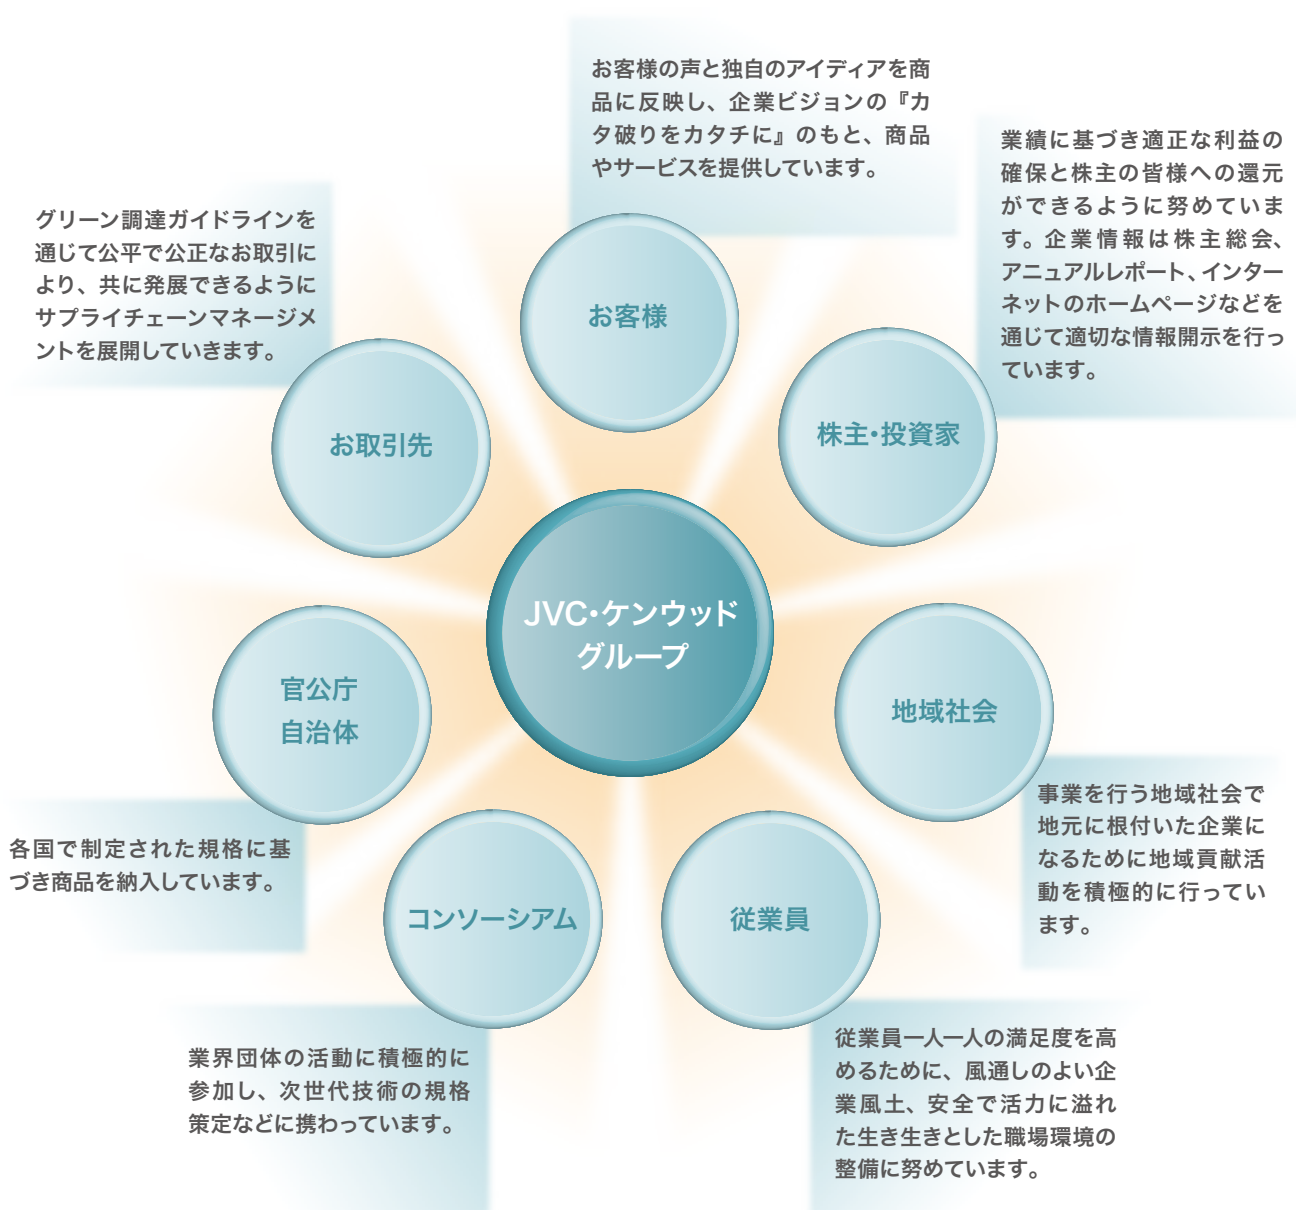 お客様の声と独自のアイディアを商
品に反映し、企業ビジョンの『カ
タ破りをカタチに』のもと、商品
やサービスを提供しています。
業績に基づき適正な利益の
確保と株主の皆様への還元
ができるように努めていま
す。企業情報は株主総会、
アニュアルレポート、インター
ネットのホームページなどを
通じて適切な情報開示を行っ
ています。
グリーン調達ガイドラインを
通じて公平で公正なお取引に
より、共に発展できるように
サプライチェーンマネージメ
ントを展開していきます。
お客様
株主・投資家
お取引先
JVC・ケンウッド
グループ
官公庁
自治体
地域社会
事業を行う地域社会で
地元に根付いた企業に
なるために地域貢献活
動を積極的に行ってい
ます。
各国で制定された規格に基
づき商品を納入しています。
コンソーシアム
従業員
業界団体の活動に積極的に
参加し、次世代技術の規格
策定などに携わっています。
従業員一人一人の満足度を高
めるために、風通しのよい企
業風土、安全で活力に溢れ
た生き生きとした職場環境の
整備に努めています。